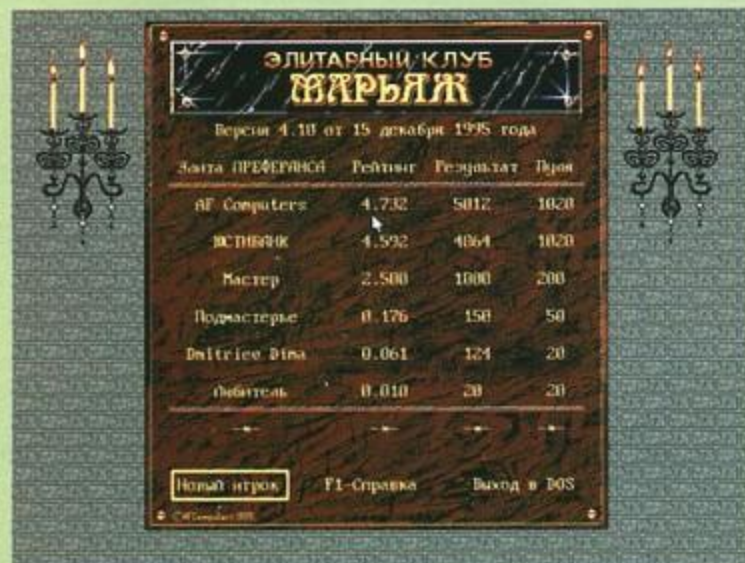 ЭЛИТАРНЫЙ КЛУБ
МАРЬЯЖ
Версия 4.10 от 15 декабря 1995 года
Элита ПРЕФЕРАНСА Рейтинг Результат Пуля
AF Computers 4.732 5012 1020
ЮСТИБАНК 4.592 4064 1020
Мастер 2.500 1000 200
Подмастерье 0.176 150 50
Dmitriev Dima 0.061 124 20
Любитель 0.010 20 20
Новый игрок F1-Справка Выход в DOS